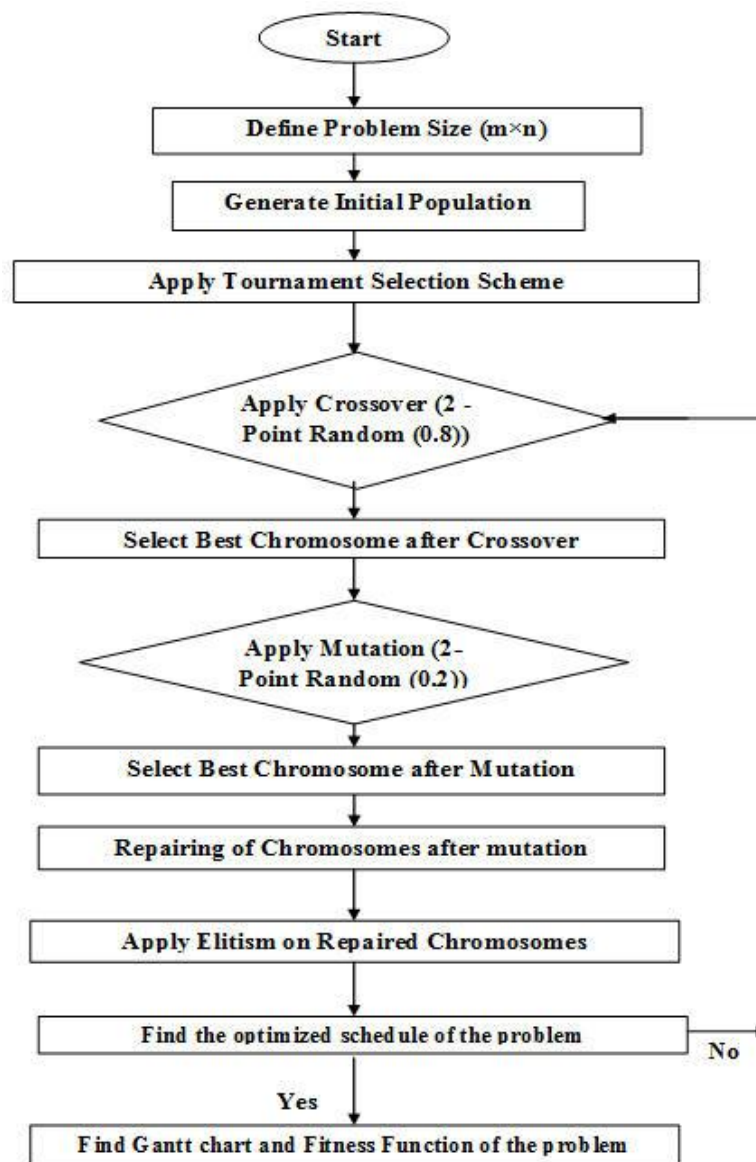 Start
Define Problem Size (m×n)
Generate Initial Population
Apply Tournament Selection Scheme
Apply Crossover (2 -
Point Random (0.8))
Select Best Chromosome after Crossover
Apply Mutation (2-
Point Random (0.2))
Select Best Chromosome after Mutation
Repairing of Chromosomes after mutation
Apply Elitism on Repaired Chromosomes
Find the optimized schedule of the problem
No
Yes
Find Gantt chart and Fitness Function of the problem